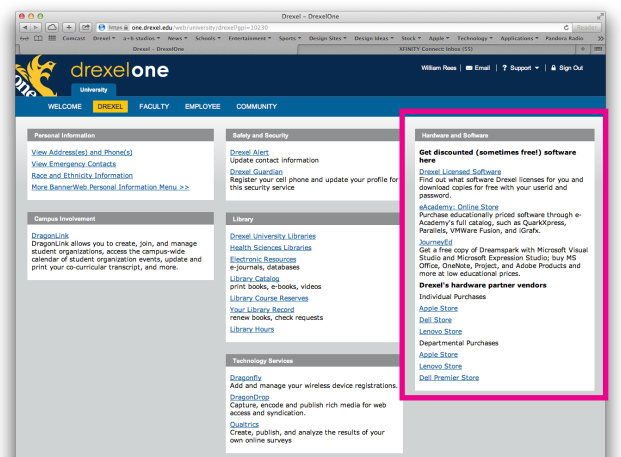 Drexel – DrexelOne
https one.drexel.edu/web/university/drexel?gpi=10230
Reader
Comcast Drexel a+b studios News Schools Entertainment Sports Design Sites Design Ideas Stock Apple Technology Applications Pandora Radio
Drexel – DrexelOne
XFINITY Connect: Inbox (55)
drexelone
one
William Rees Email ? Support Sign Out
University
WELCOME DREXEL FACULTY EMPLOYEE COMMUNITY
Personal Information
View Address(es) and Phone(s)
View Emergency Contacts
Race and Ethnicity Information
More BannerWeb Personal Information Menu >>
Campus Involvement
DragonLink
DragonLink allows you to create, join, and manage
student organizations, access the campus-wide
calendar of student organization events, update and
print your co-curricular transcript, and more.
Safety and Security
Drexel Alert
Update contact information
Drexel Guardian
Register your cell phone and update your profile for
this security service
Library
Drexel University Libraries
Health Sciences Libraries
Electronic Resources
e-journals, databases
Library Catalog
print books, e-books, videos
Library Course Reserves
Your Library Record
renew books, check requests
Library Hours
Technology Services
Dragonfly
Add and manage your wireless device registrations.
DragonDrop
Capture, encode and publish rich media for web
access and syndication.
Qualtrics
Create, publish, and analyze the results of your
own online surveys
Hardware and Software
Get discounted (sometimes free!) software
here
Drexel Licensed Software
Find out what software Drexel licenses for you and
download copies for free with your userid and
password.
eAcademy: Online Store
Purchase educationally priced software through e-
Academy's full catalog, such as QuarkXpress,
Parallels, VMWare Fusion, and iGrafx.
JourneyEd
Get a free copy of Dreamspark with Microsoft Visual
Studio and Microsoft Expression Studio; buy MS
Office, OneNote, Project, and Adobe Products and
more at low educational prices.
Drexel's hardware partner vendors
Individual Purchases
Apple Store
Dell Store
Lenovo Store
Departmental Purchases
Apple Store
Lenovo Store
Dell Premier Store